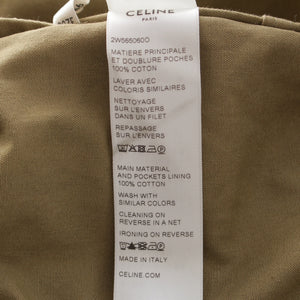 CELINE
PARIS
2W565060O
MATIERE PRINCIPALE
ET DOUBLURE POCHES
100% COTON
LAVER AVEC
COLORIS SIMILAIRES
NETTOYAGE
SUR L'ENVERS
DANS UN FILET
REPASSAGE
SUR L'ENVERS
MAIN MATERIAL
AND POCKETS LINING
100% COTTON
WASH WITH
SIMILAR COLORS
CLEANING ON
REVERSE IN A NET
IRONING ON REVERSE
MADE IN ITALY
CELINE.COM